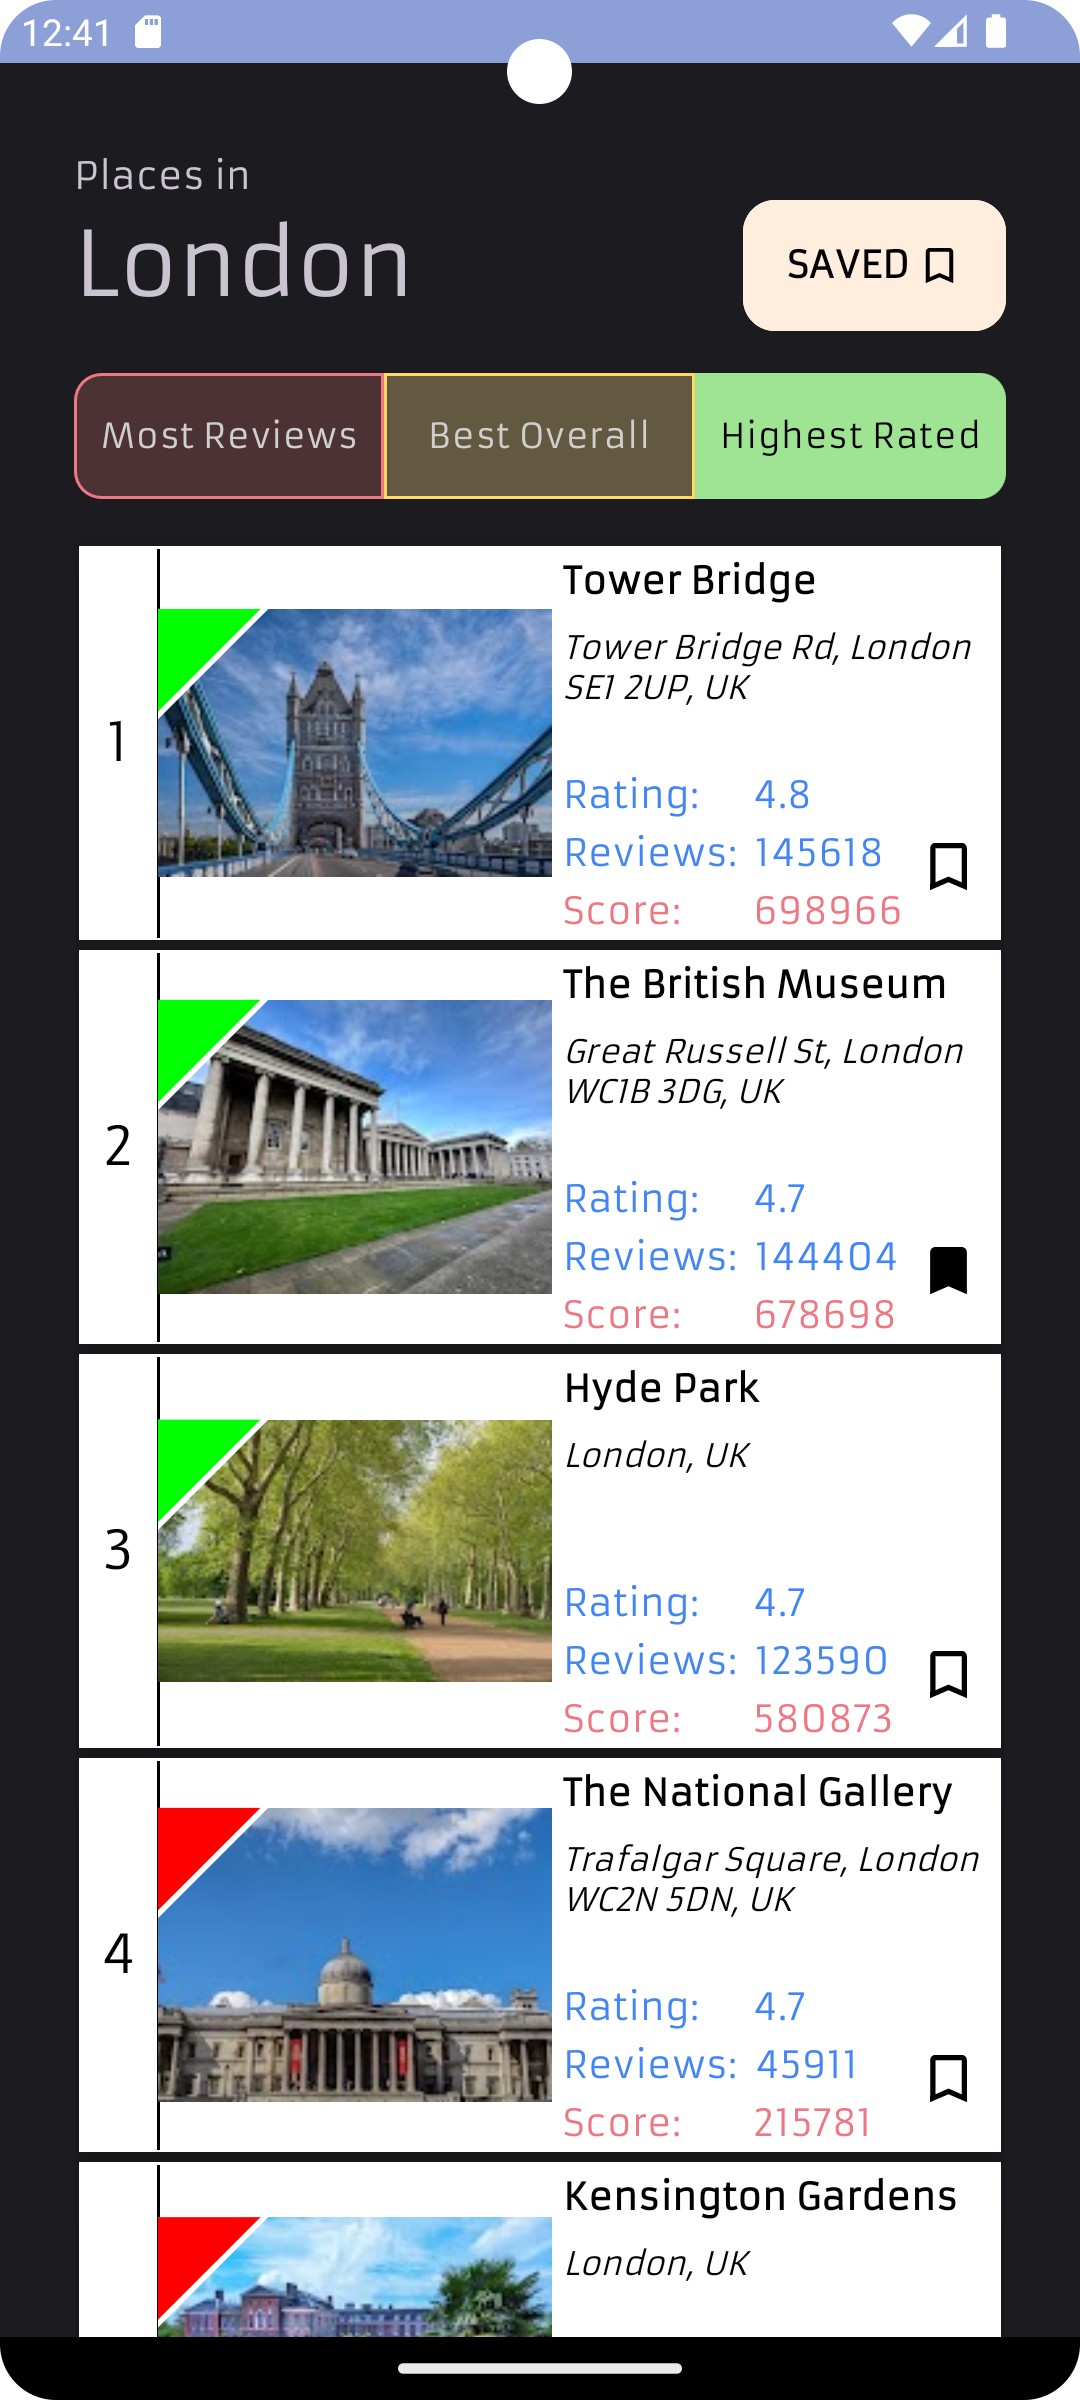 12:41
Places in
London
SAVED
Most Reviews
Best Overall
Highest Rated
1
Tower Bridge
Tower Bridge Rd, London
SE1 2UP, UK
Rating: 4.8
Reviews: 145618
Score: 698966
2
The British Museum
Great Russell St, London
WC1B 3DG, UK
Rating: 4.7
Reviews: 144404
Score: 678698
3
Hyde Park
London, UK
Rating: 4.7
Reviews: 123590
Score: 580873
4
The National Gallery
Trafalgar Square, London
WC2N 5DN, UK
Rating: 4.7
Reviews: 45911
Score: 215781
Kensington Gardens
London, UK